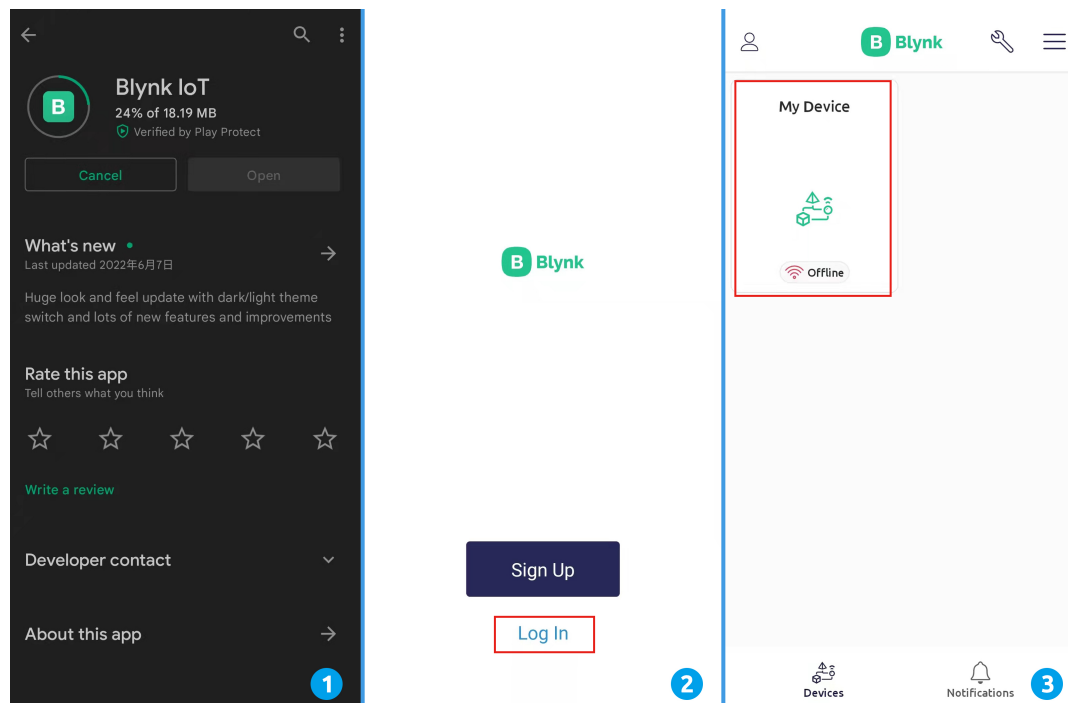 Blynk IoT
24% of 18.19 MB
Verified by Play Protect
Cancel
Open
What's new
Last updated 2022年6月7日
Huge look and feel update with dark/light theme
switch and lots of new features and improvements
Rate this app
Tell others what you think
Write a review
Developer contact
About this app
1
B Blynk
Sign Up
Log In
2
B Blynk
My Device
Offline
Devices
Notifications
3